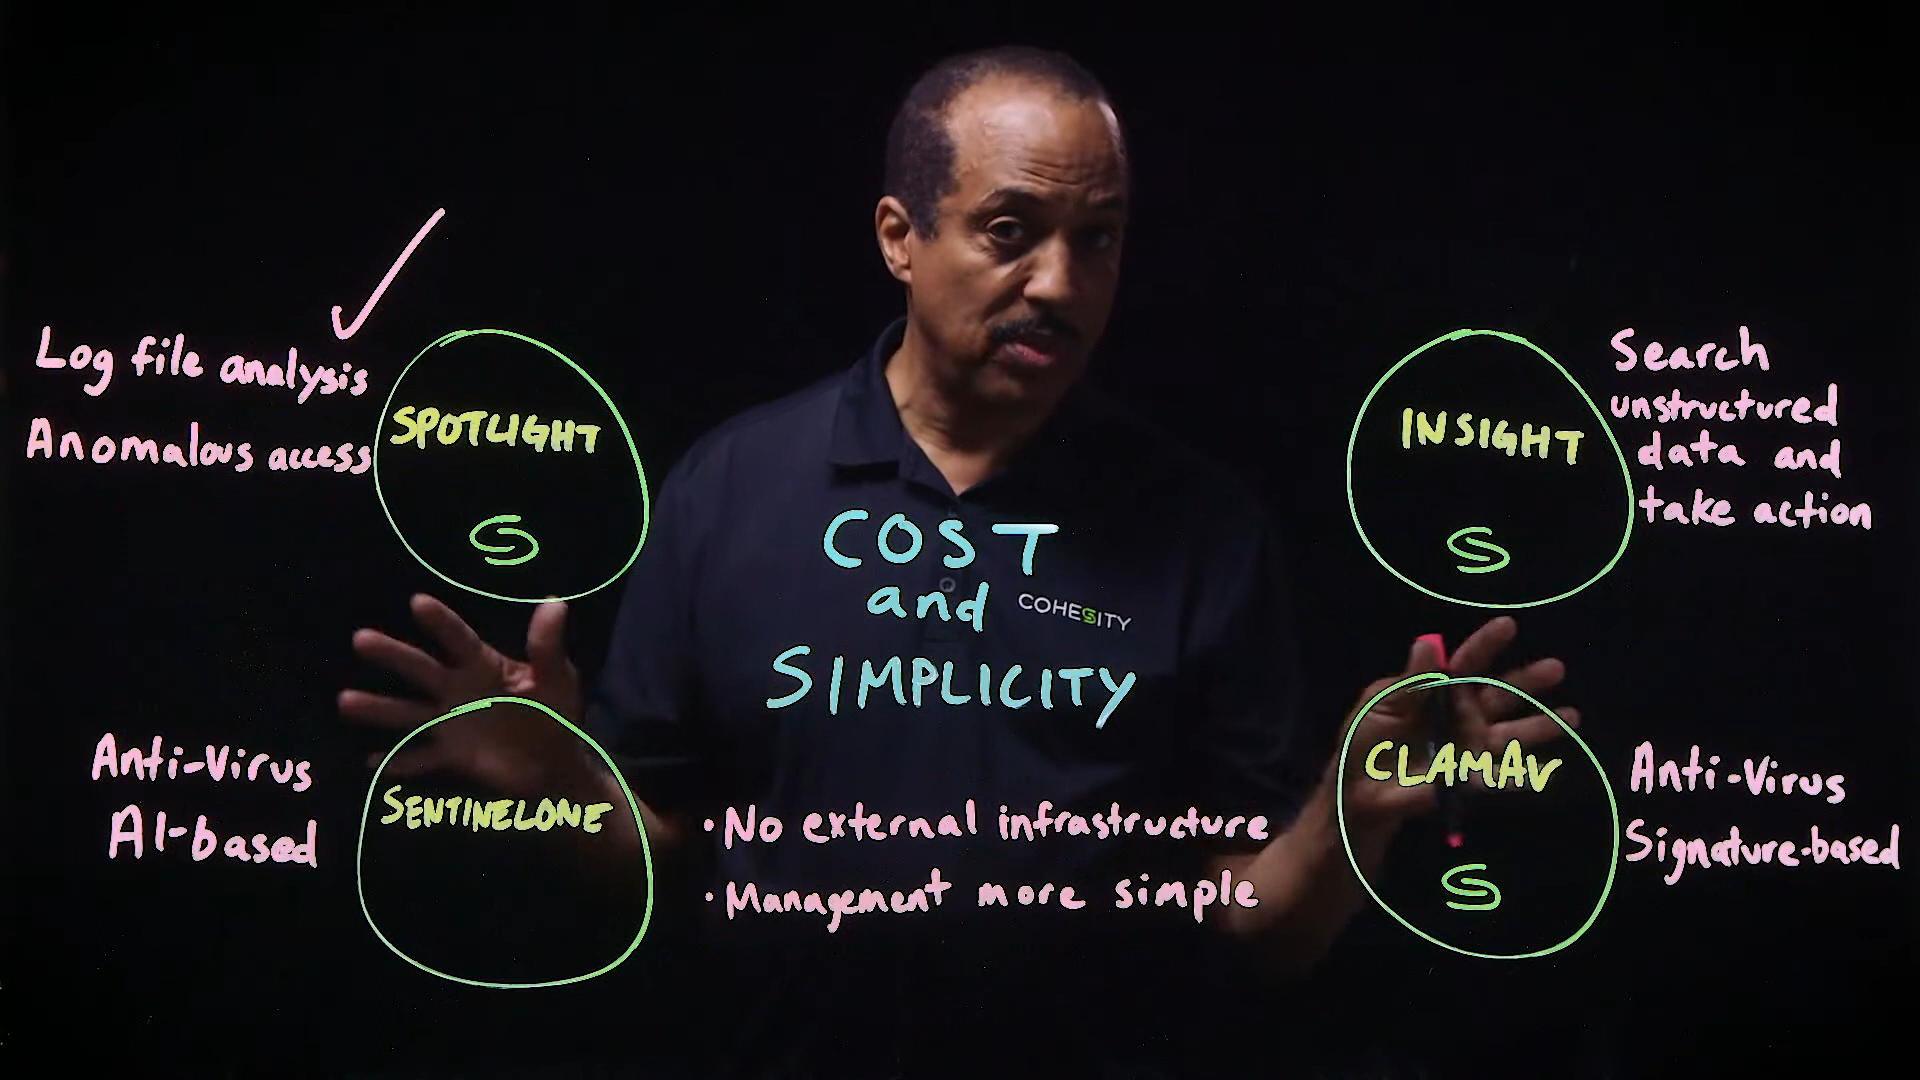 Log file analysis
Anomalous access
SPOTLIGHT
S
INSIGHT
S
Search
unstructured
data and
take action
COST
and
SIMPLICITY
COHESITY
Anti-Virus
AI-based
SENTINELONE
• No external infrastructure
• Management more simple
CLAMAV
S
Anti-Virus
Signature-based